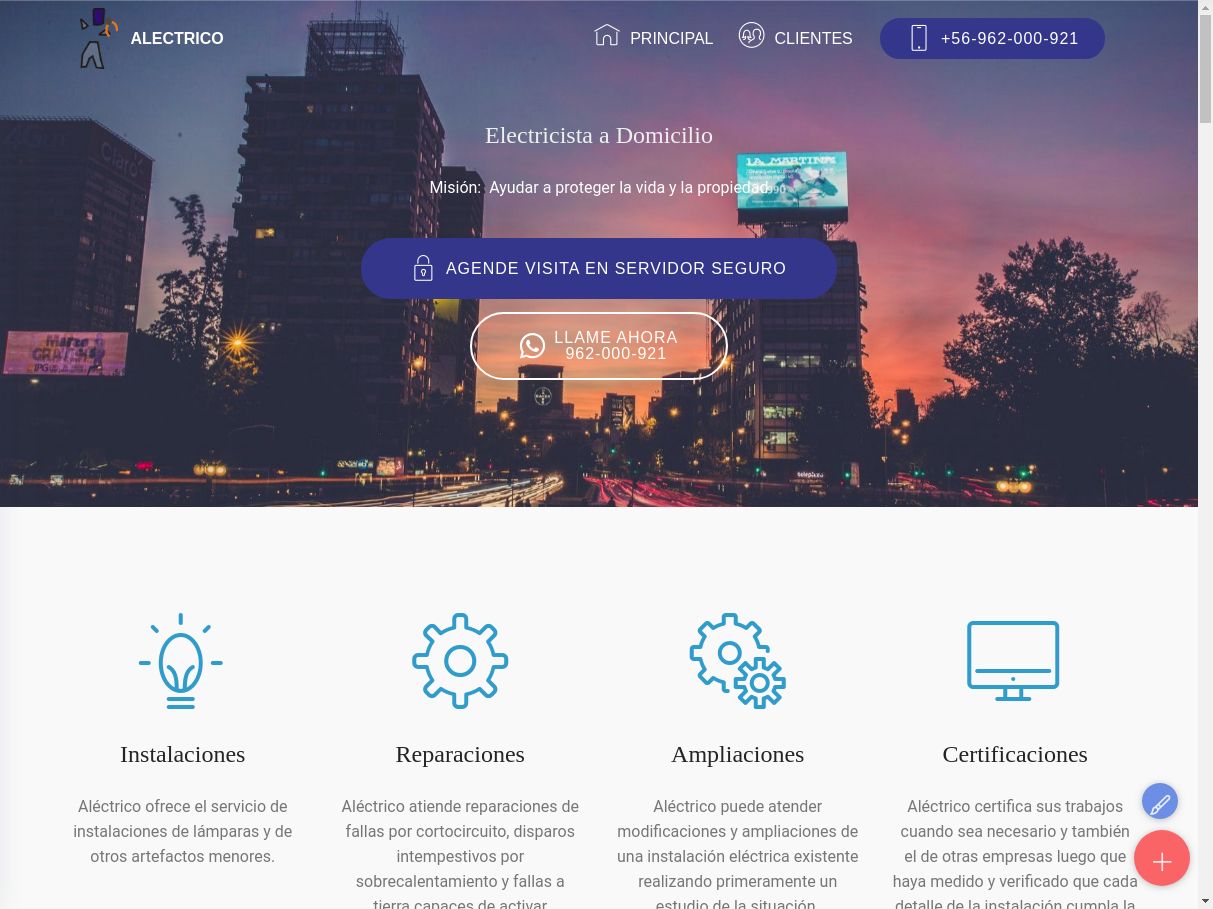 ALECTRICO
PRINCIPAL
CLIENTES
+56-962-000-921
Electricista a Domicilio
Misión:  Ayudar a proteger la vida y la propiedad
Claro
LA MARTINA
AGENDE VISITA EN SERVIDOR SEGURO
LLAME AHORA
962-000-921
IPG
BAYER
Instalaciones
Aléctrico ofrece el servicio de
instalaciones de lámparas y de
otros artefactos menores.
Reparaciones
Aléctrico atiende reparaciones de
fallas por cortocircuito, disparos
intempestivos por
sobrecalentamiento y fallas a
tierra capaces de activar
Ampliaciones
Aléctrico puede atender
modificaciones y ampliaciones de
una instalación eléctrica existente
realizando primeramente un
estudio de la situación
Certificaciones
Aléctrico certifica sus trabajos
cuando sea necesario y también
el de otras empresas luego que
haya medido y verificado que cada
detalle de la instalación cumpla la